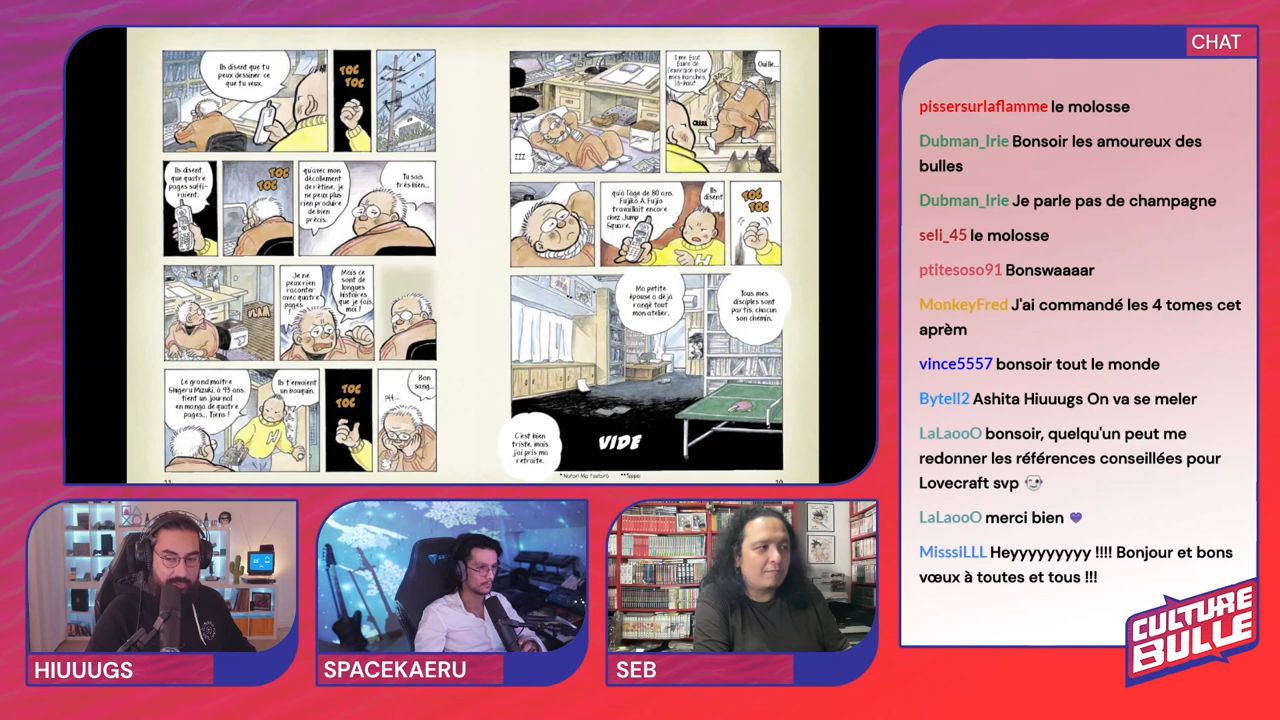 Ils disent que tu
peux dessiner ce
que tu veux.
TOC
TOC
Ils disent
que quatre
pages suffi-
raient.
TOC
TOC
qu'avec mon
décollement
de rétine, je
ne peux plus
rien produire
de bien
précis.
Tu sais
très bien...
VLAM
Je ne
peux rien
raconter
avec quatre
pages.
Mais ce
sont de
longues
histoires
que je fais,
moi !
Le grand maître
Shigeru Mizuki, à 93 ans,
tient un journal
en manga de quatre
pages... Tiens !
Ils t'envoient
un bouquin.
TOC
TOC
Pff...
Bon
sang...
11
ZZZ
Il me faut
faire de
l'exercice pour
mes hanches,
là-haut.
Ouille...
qu'à l'âge de 80 ans,
Fujiko A. Fujio
travaillait encore
chez Jump
Square.
Ils
disent
TOC
TOC
Ma petite
épouse a déjà
rangé tout
mon atelier.
Tous mes
disciples sont
partis, chacun
son chemin.
C'est bien
triste, mais
j'ai pris ma
retraite.
VIDE
10
CHAT
pissersurlaflamme le molosse
Dubman_Irie Bonsoir les amoureux des
bulles
Dubman_Irie Je parle pas de champagne
seli_45 le molosse
ptitesoso91 Bonswaaaar
MonkeyFred J'ai commandé les 4 tomes cet
aprèm
vince5557 bonsoir tout le monde
Bytell2 Ashita Hiuuugs On va se meler
LaLaooO bonsoir, quelqu'un peut me
redonner les références conseillées pour
Lovecraft svp
LaLaooO merci bien 💜
MisssiLLL Heyyyyyyyyy !!!! Bonjour et bons
vœux à toutes et tous !!!
HIUUUGS
SPACEKAERU
SEB
CULTURE
BULLE